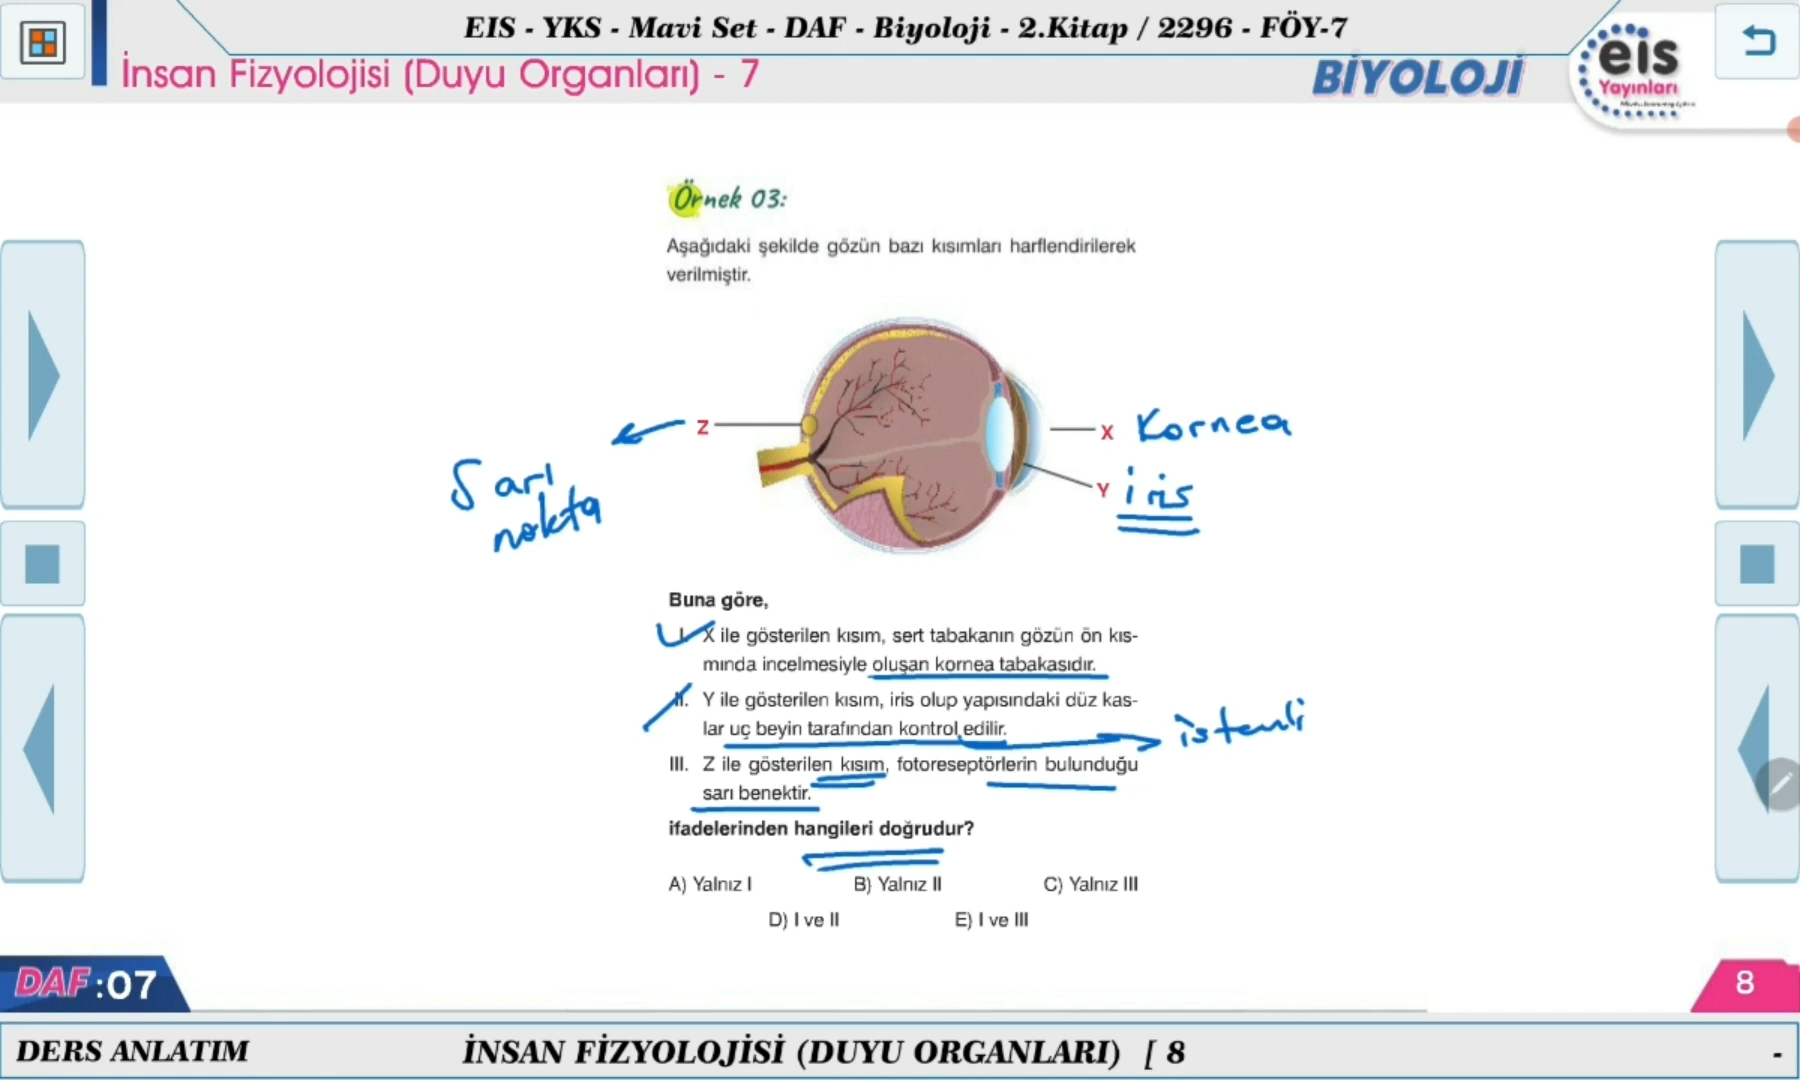 EIS - YKS - Mavi Set - DAF - Biyoloji - 2.Kitap / 2296 - FÖY-7
İnsan Fizyolojisi (Duyu Organları) - 7
BİYOLOJİ
eis
Yayınları
Örnek 03:
Aşağıdaki şekilde gözün bazı kısımları harflendirilerek
verilmiştir.
Z
X Kornea
Y iris
Sarı
nokta
Buna göre,
I. X ile gösterilen kısım, sert tabakanın gözün ön kıs-
mında incelmesiyle oluşan kornea tabakasıdır.
II. Y ile gösterilen kısım, iris olup yapısındaki düz kas-
lar uç beyin tarafından kontrol edilir.
istemli
III. Z ile gösterilen kısım, fotoreseptörlerin bulunduğu
sarı benektir.
ifadelerinden hangileri doğrudur?
A) Yalnız I B) Yalnız II C) Yalnız III
D) I ve II E) I ve III
DAF:07
8
DERS ANLATIM İNSAN FİZYOLOJİSİ (DUYU ORGANLARI) [ 8 -